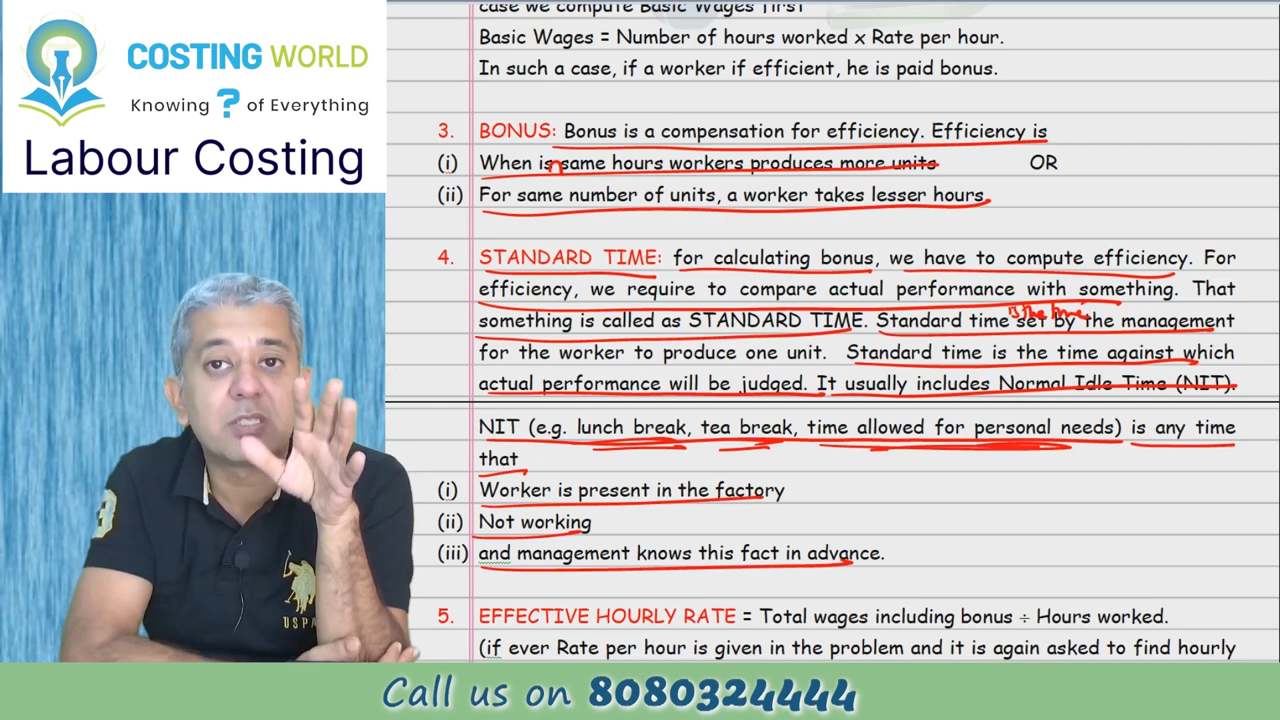 COSTING WORLD
Knowing ? of Everything
Labour Costing
case we compute Basic Wages first
Basic Wages = Number of hours worked x Rate per hour.
In such a case, if a worker if efficient, he is paid bonus.
3. BONUS: Bonus is a compensation for efficiency. Efficiency is
(i) When is same hours workers produces more units OR
n
(ii) For same number of units, a worker takes lesser hours.
4. STANDARD TIME: for calculating bonus, we have to compute efficiency. For
efficiency, we require to compare actual performance with something. That
is the time
something is called as STANDARD TIME. Standard time set by the management
for the worker to produce one unit. Standard time is the time against which
actual performance will be judged. It usually includes Normal Idle Time (NIT).
NIT (e.g. lunch break, tea break, time allowed for personal needs) is any time
that
(i) Worker is present in the factory
(ii) Not working
(iii) and management knows this fact in advance.
5. EFFECTIVE HOURLY RATE = Total wages including bonus ÷ Hours worked.
(if ever Rate per hour is given in the problem and it is again asked to find hourly
3
USPA
Call us on 8080324444